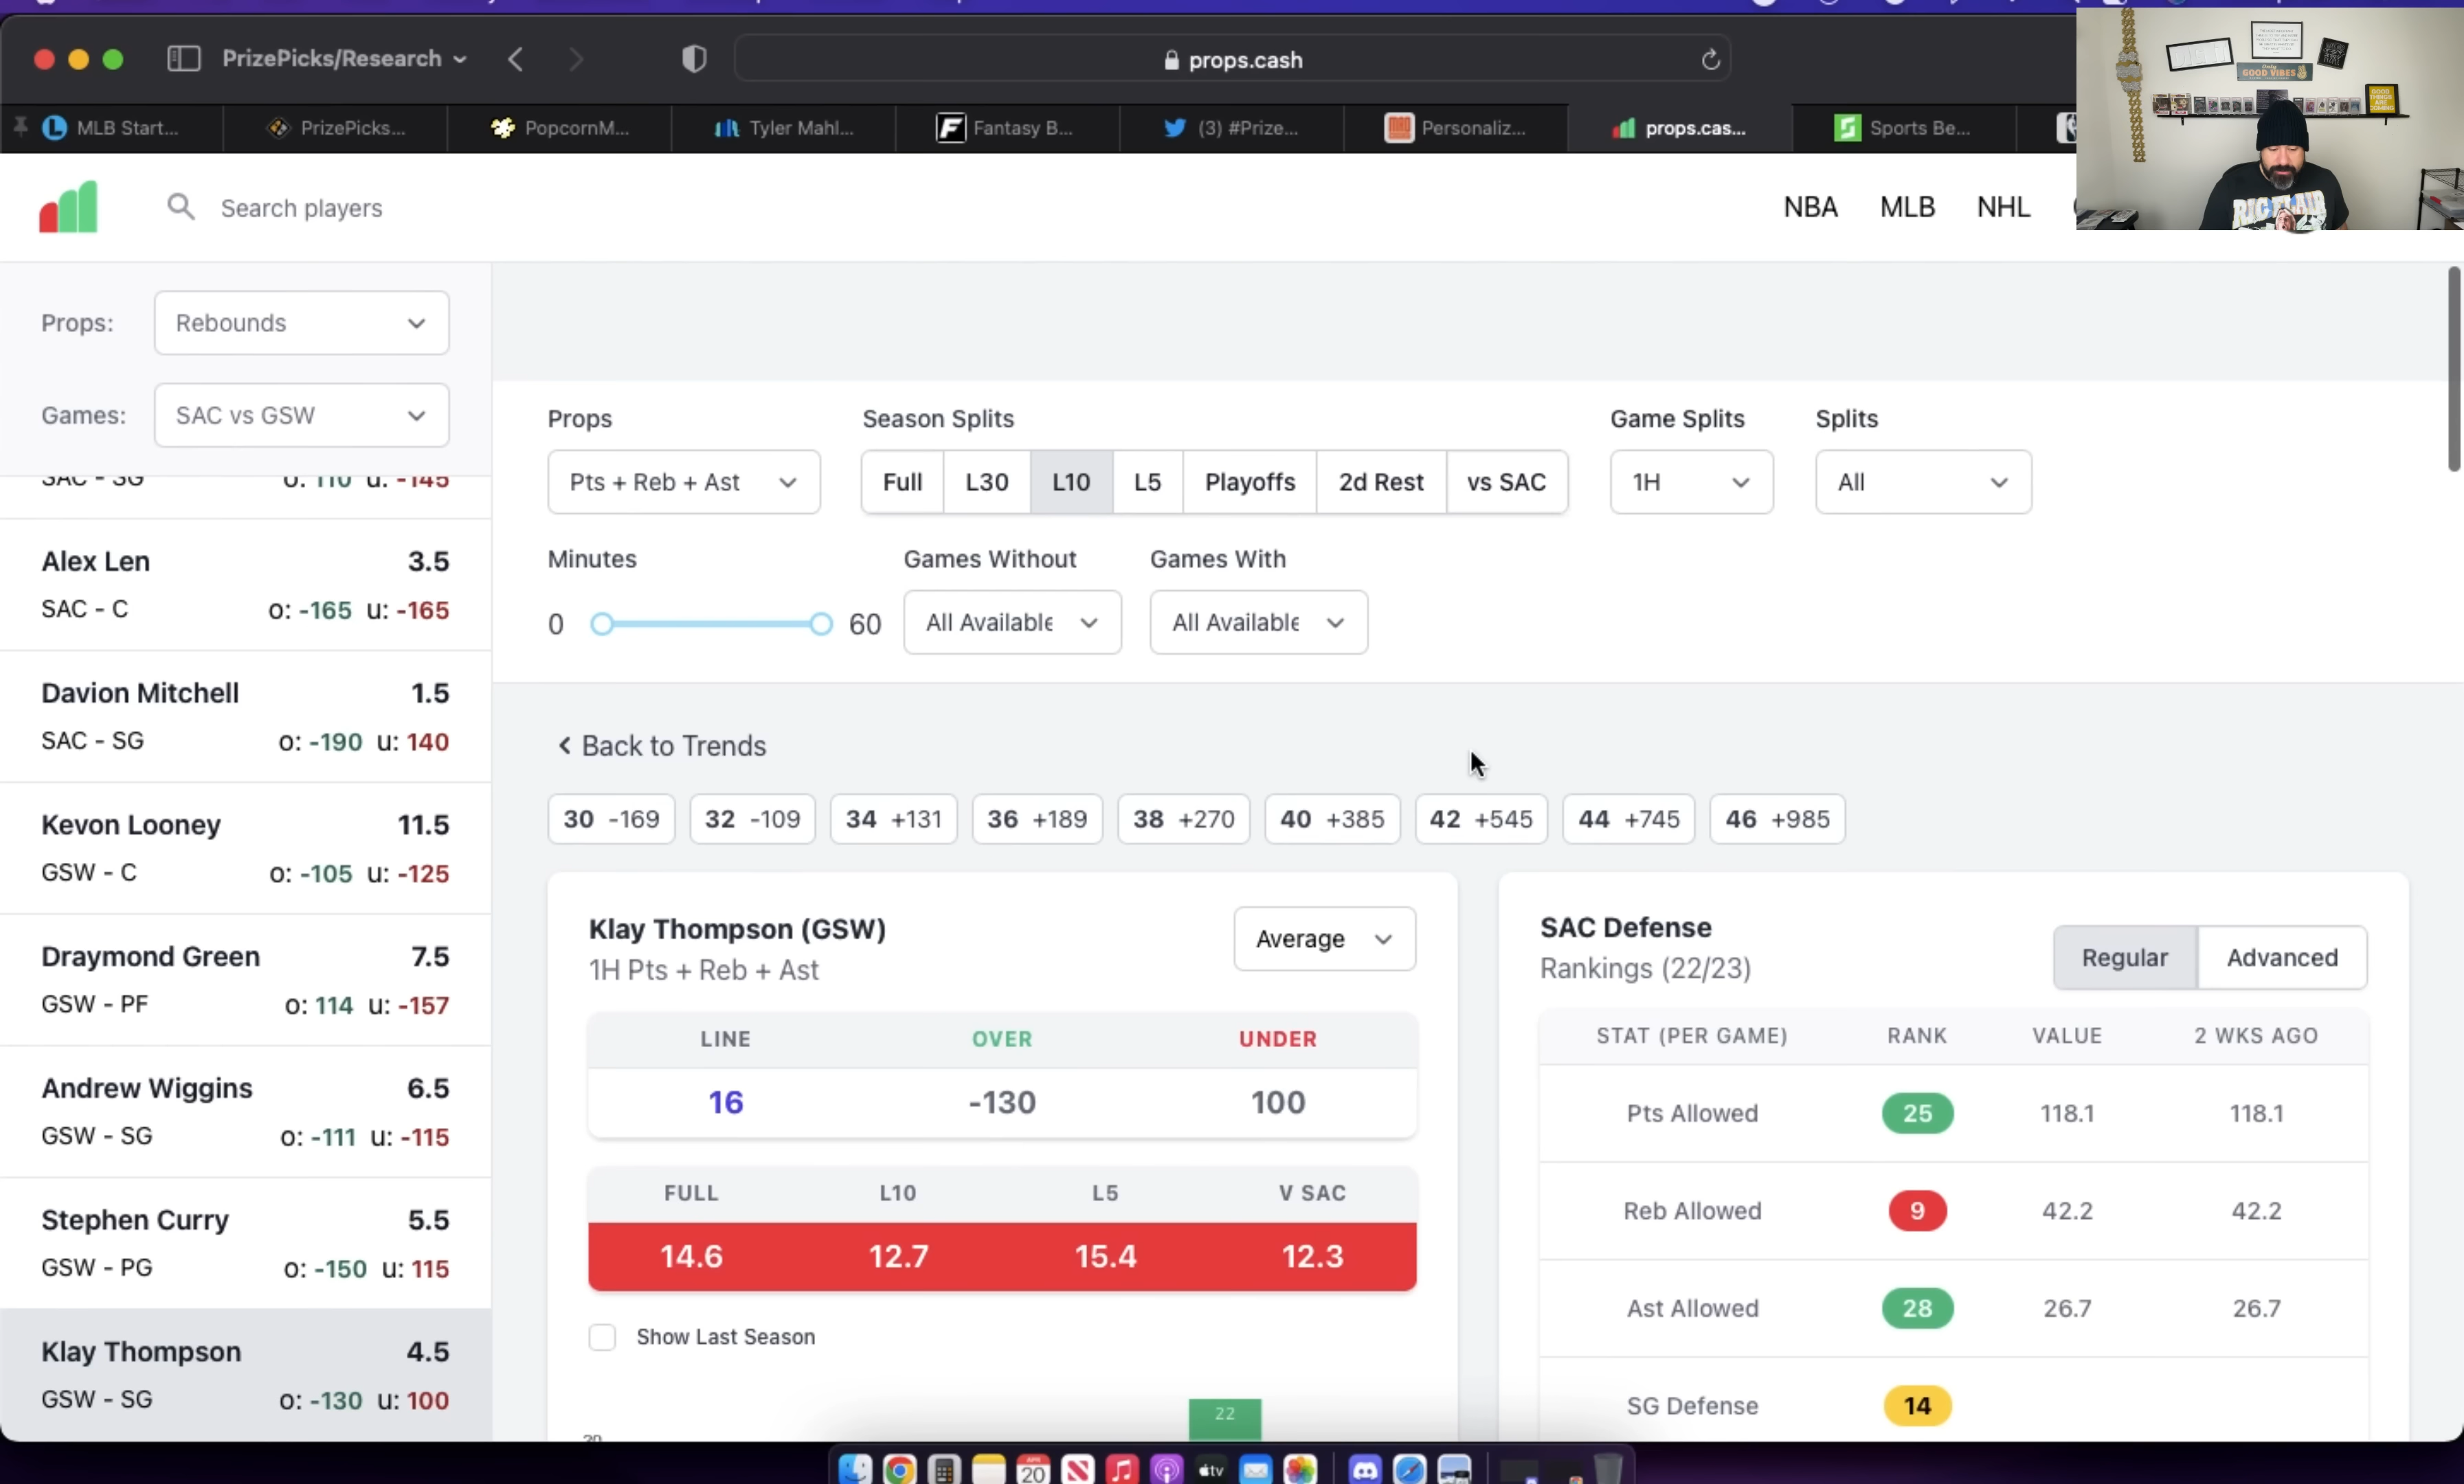 PrizePicks/Research
props.cash
MLB Start...
PrizePicks...
PopcornM...
Tyler Mahl...
Fantasy B...
(3) #Prize...
Personaliz...
props.cas...
Sports Be...
GOOD VIBES
Search players
NBA
MLB
NHL
Props:
Rebounds
Games:
SAC vs GSW
SAC - SG
o: 110 u: -145
Alex Len
3.5
SAC - C
o: -165 u: -165
Davion Mitchell
1.5
SAC - SG
o: -190 u: 140
Kevon Looney
11.5
GSW - C
o: -105 u: -125
Draymond Green
7.5
GSW - PF
o: 114 u: -157
Andrew Wiggins
6.5
GSW - SG
o: -111 u: -115
Stephen Curry
5.5
GSW - PG
o: -150 u: 115
Klay Thompson
4.5
GSW - SG
o: -130 u: 100
Props
Season Splits
Game Splits
Splits
Pts + Reb + Ast
Full
L30
L10
L5
Playoffs
2d Rest
vs SAC
1H
All
Minutes
Games Without
Games With
0
60
All Available
All Available
Back to Trends
30 -169
32 -109
34 +131
36 +189
38 +270
40 +385
42 +545
44 +745
46 +985
Klay Thompson (GSW)
1H Pts + Reb + Ast
Average
LINE
OVER
UNDER
16
-130
100
FULL
L10
L5
V SAC
14.6
12.7
15.4
12.3
Show Last Season
22
20
SAC Defense
Rankings (22/23)
Regular
Advanced
STAT (PER GAME)
RANK
VALUE
2 WKS AGO
Pts Allowed
25
118.1
118.1
Reb Allowed
9
42.2
42.2
Ast Allowed
28
26.7
26.7
SG Defense
14
APR
20
tv